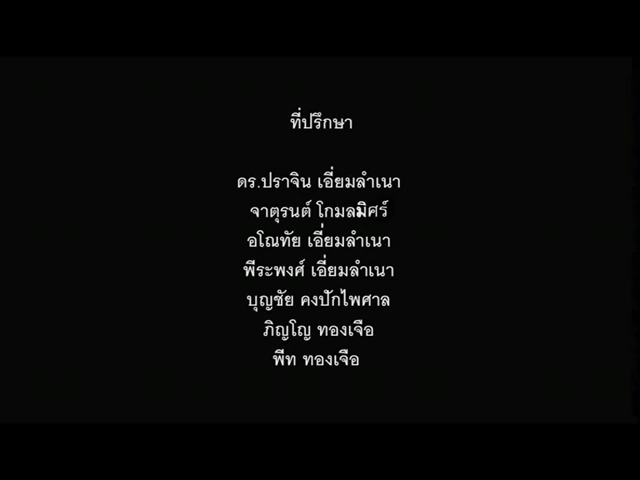 ที่ปรึกษา
ดร.ปราจิน เอี่ยมลำเนา
จาตุรนต์ โกมลมิศร์
อโณทัย เอี่ยมลำเนา
พีระพงศ์ เอี่ยมลำเนา
บุญชัย คงปักไพศาล
ภิญโญ ทองเจือ
พีท ทองเจือ